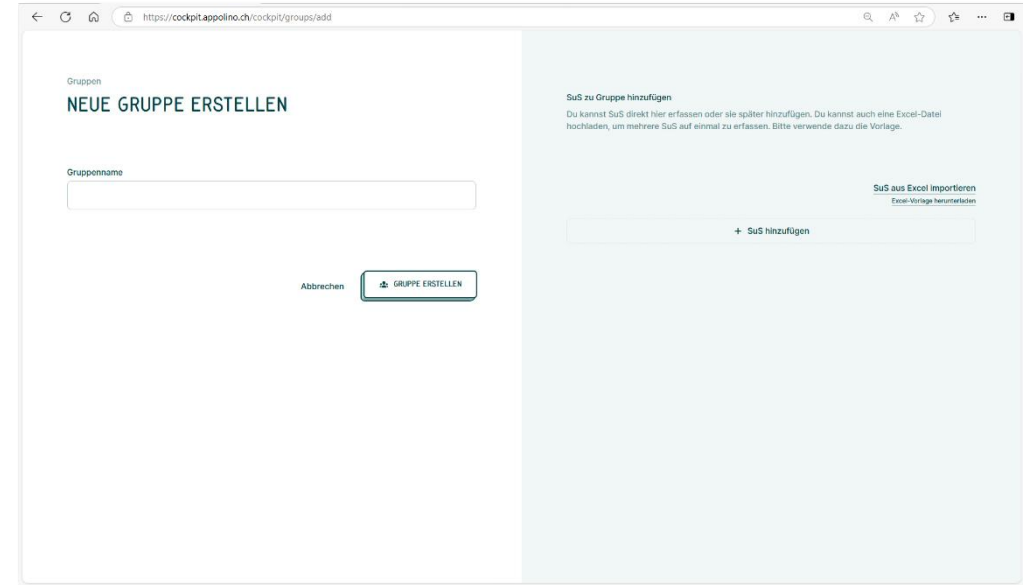 https://cockpit.appolino.ch/cockpit/groups/add
Gruppen
NEUE GRUPPE ERSTELLEN
Gruppenname
Abbrechen
GRUPPE ERSTELLEN
SuS zu Gruppe hinzufügen
Du kannst SuS direkt hier erfassen oder sie später hinzufügen. Du kannst auch eine Excel-Datei
hochladen, um mehrere SuS auf einmal zu erfassen. Bitte verwende dazu die Vorlage.
SuS aus Excel importieren
Excel-Vorlage herunterladen
+ SuS hinzufügen